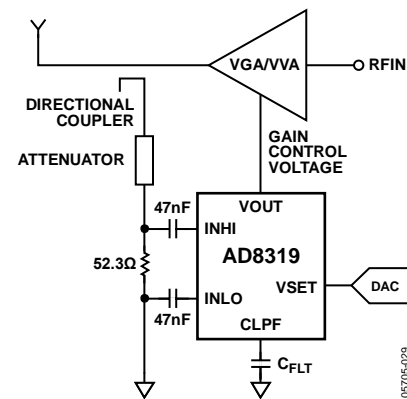 VGA/VVA
RFIN
DIRECTIONAL
COUPLER
ATTENUATOR
GAIN
CONTROL
VOLTAGE
47nF
VOUT
INHI
AD8319
52.3Ω
VSET
DAC
INLO
47nF
CLPF
CFLT
05705-029